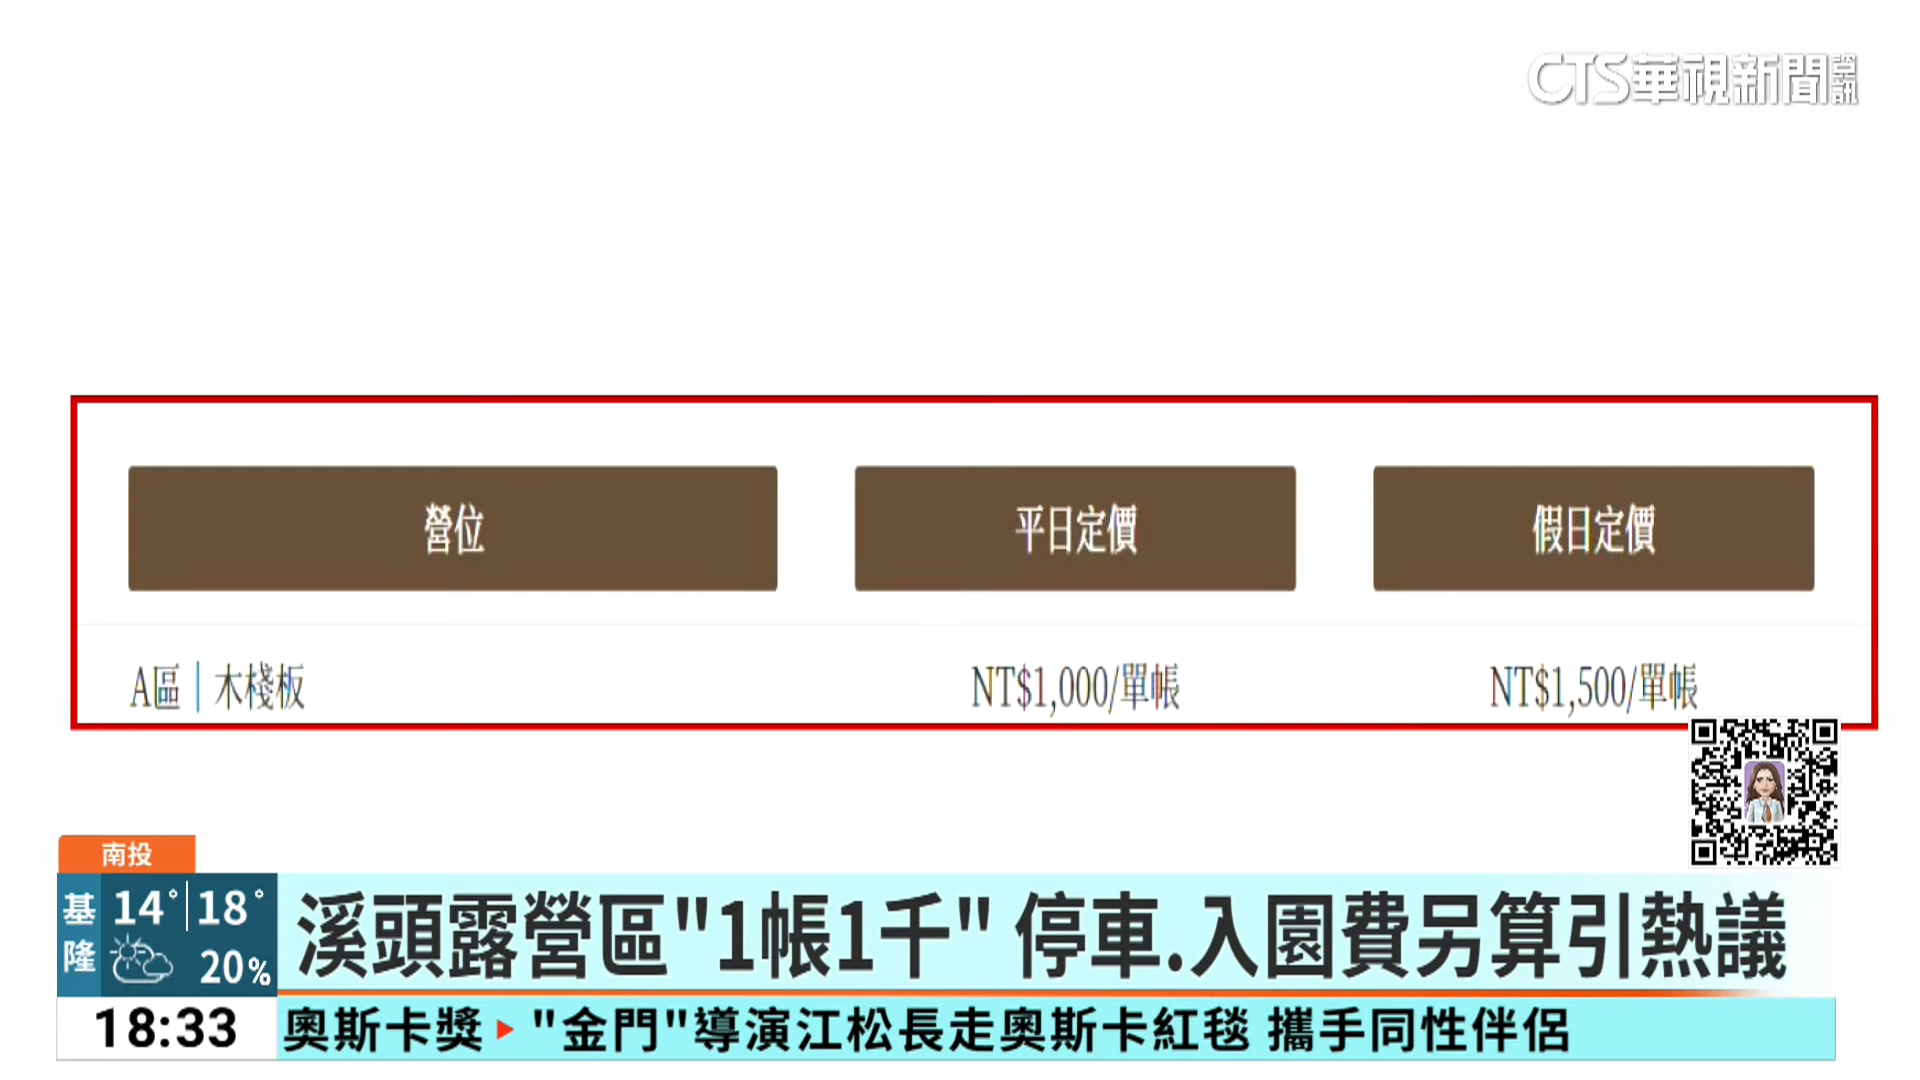 CTS華視新聞資訊
營位
平日定價
假日定價
A區｜木棧板
NT$1,000/單帳
NT$1,500/單帳
南投
基隆
14°
18°
20%
溪頭露營區"1帳1千" 停車.入園費另算引熱議
18:33
奧斯卡獎
"金門"導演江松長走奧斯卡紅毯 攜手同性伴侶